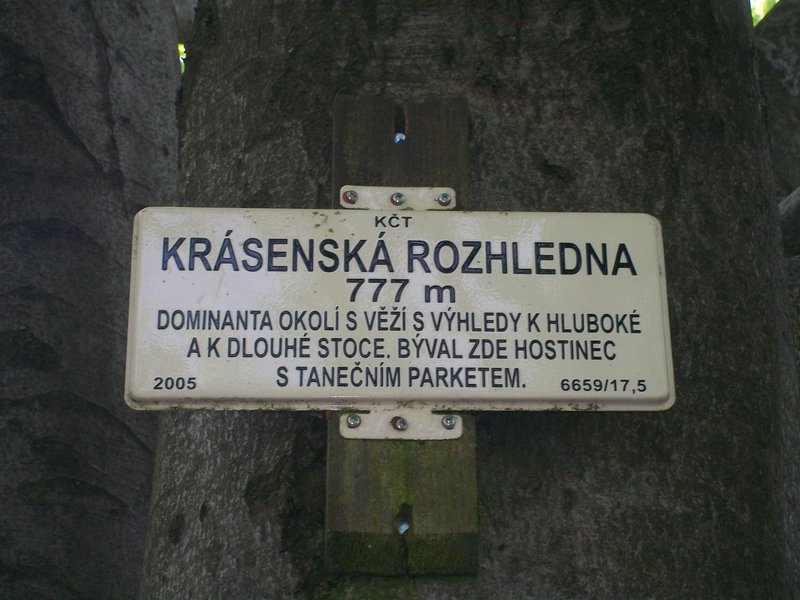 KČT
KRÁSENSKÁ ROZHLEDNA
777 m
DOMINANTA OKOLÍ S VĚŽÍ S VÝHLEDY K HLUBOKÉ
A K DLOUHÉ STOCE. BÝVAL ZDE HOSTINEC
S TANEČNÍM PARKETEM.
2005 6659/17,5